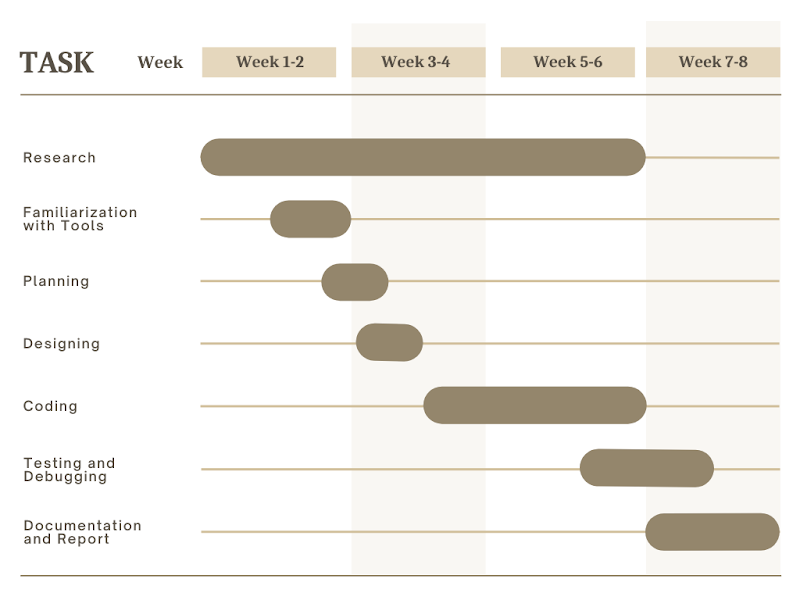 TASK Week Week 1-2 Week 3-4 Week 5-6 Week 7-8
Research
Familiarization
with Tools
Planning
Designing
Coding
Testing and
Debugging
Documentation
and Report